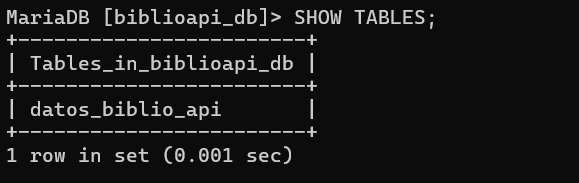 MariaDB [biblioapi_db]> SHOW TABLES;
+------------------------+
| Tables_in_biblioapi_db |
+------------------------+
| datos_biblio_api       |
+------------------------+
1 row in set (0.001 sec)